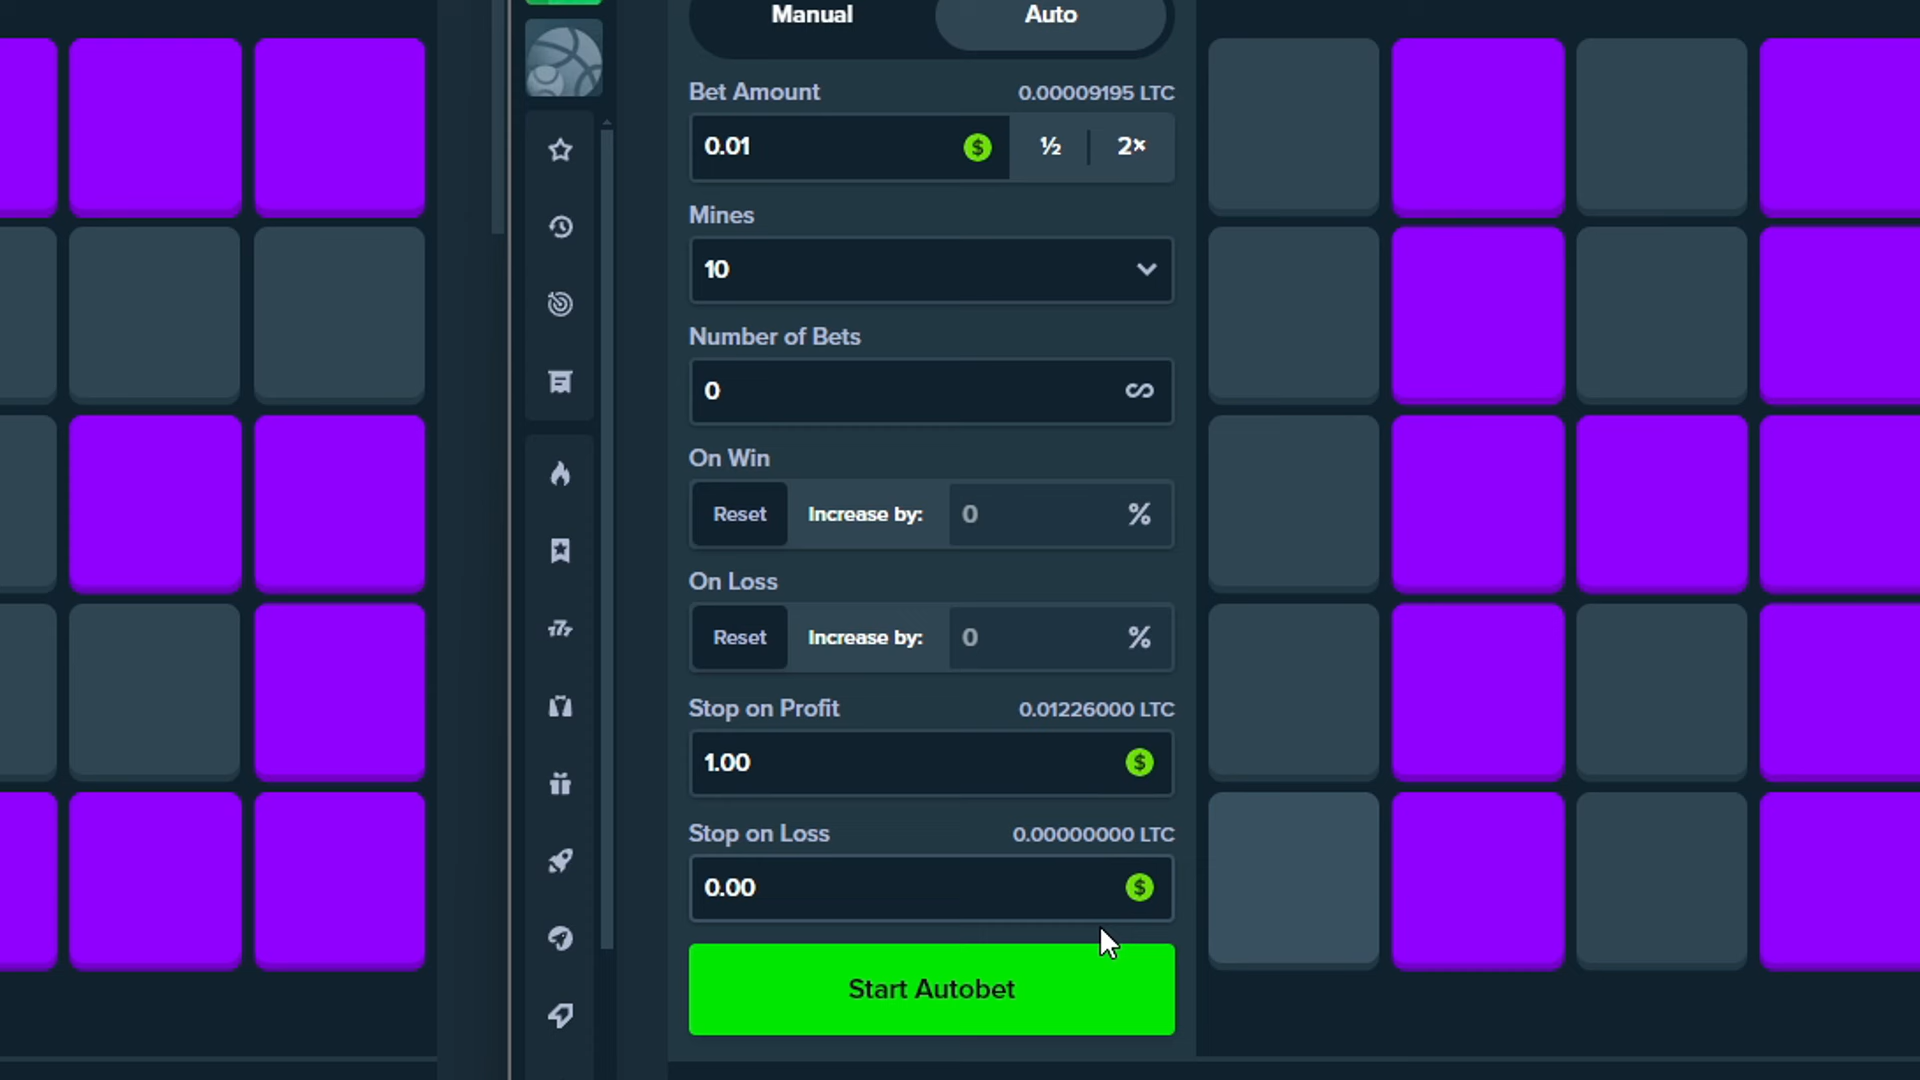 Manual Auto
Bet Amount 0.00009195 LTC
0.01 $ ½ 2×
Mines
10
Number of Bets
0 ∞
On Win
Reset Increase by: 0 %
On Loss
Reset Increase by: 0 %
Stop on Profit 0.01226000 LTC
1.00 $
Stop on Loss 0.00000000 LTC
0.00 $
Start Autobet